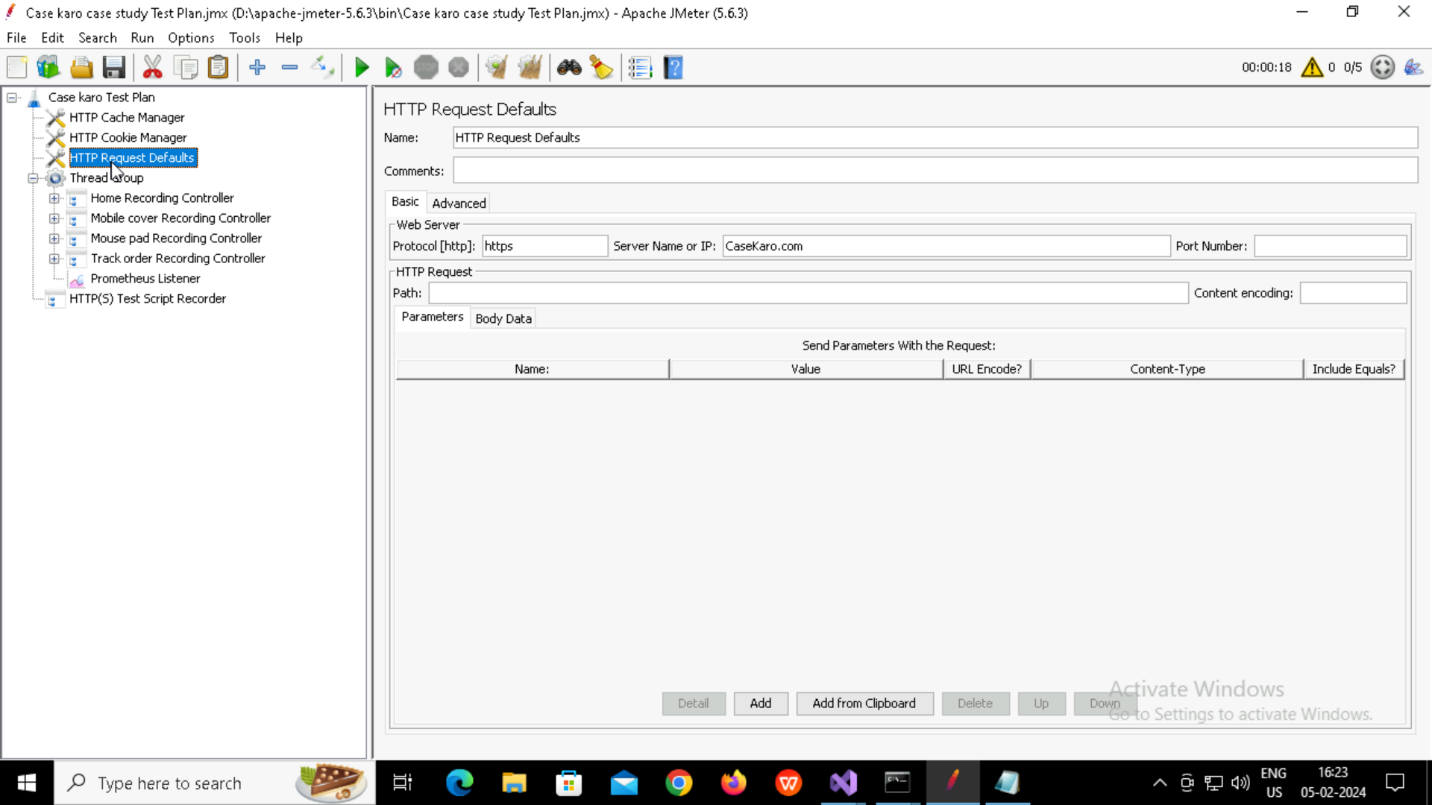 Case karo case study Test Plan.jmx (D:\apache-jmeter-5.6.3\bin\Case karo case study Test Plan.jmx) - Apache JMeter (5.6.3)
File Edit Search Run Options Tools Help
00:00:18 0 0/5
Case karo Test Plan
HTTP Cache Manager
HTTP Cookie Manager
HTTP Request Defaults
Thread Group
Home Recording Controller
Mobile cover Recording Controller
Mouse pad Recording Controller
Track order Recording Controller
Prometheus Listener
HTTP(S) Test Script Recorder
HTTP Request Defaults
Name: HTTP Request Defaults
Comments:
Basic Advanced
Web Server
Protocol [http]: https Server Name or IP: CaseKaro.com Port Number:
HTTP Request
Path: Content encoding:
Parameters Body Data
Send Parameters With the Request:
Name: Value URL Encode? Content-Type Include Equals?
Detail Add Add from Clipboard Delete Up Down
Activate Windows
Go to Settings to activate Windows.
Type here to search
ENG
US
16:23
05-02-2024